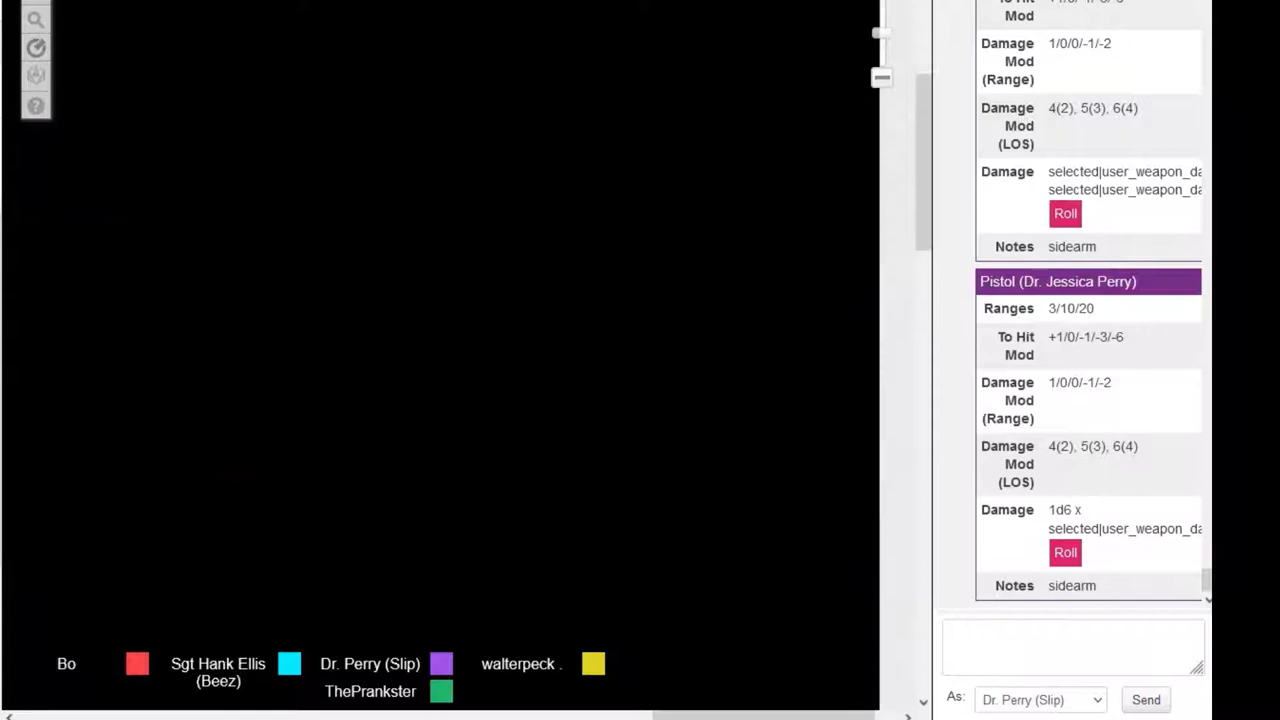 Mod
Damage 1/0/0/-1/-2
Mod
(Range)
Damage 4(2), 5(3), 6(4)
Mod
(LOS)
Damage selected|user_weapon_da
selected|user_weapon_da
Roll
Notes sidearm
Pistol (Dr. Jessica Perry)
Ranges 3/10/20
To Hit +1/0/-1/-3/-6
Mod
Damage 1/0/0/-1/-2
Mod
(Range)
Damage 4(2), 5(3), 6(4)
Mod
(LOS)
Damage 1d6 x
selected|user_weapon_da
Roll
Notes sidearm
Bo
Sgt Hank Ellis
(Beez)
Dr. Perry (Slip)
walterpeck .
ThePrankster
As: Dr. Perry (Slip) Send